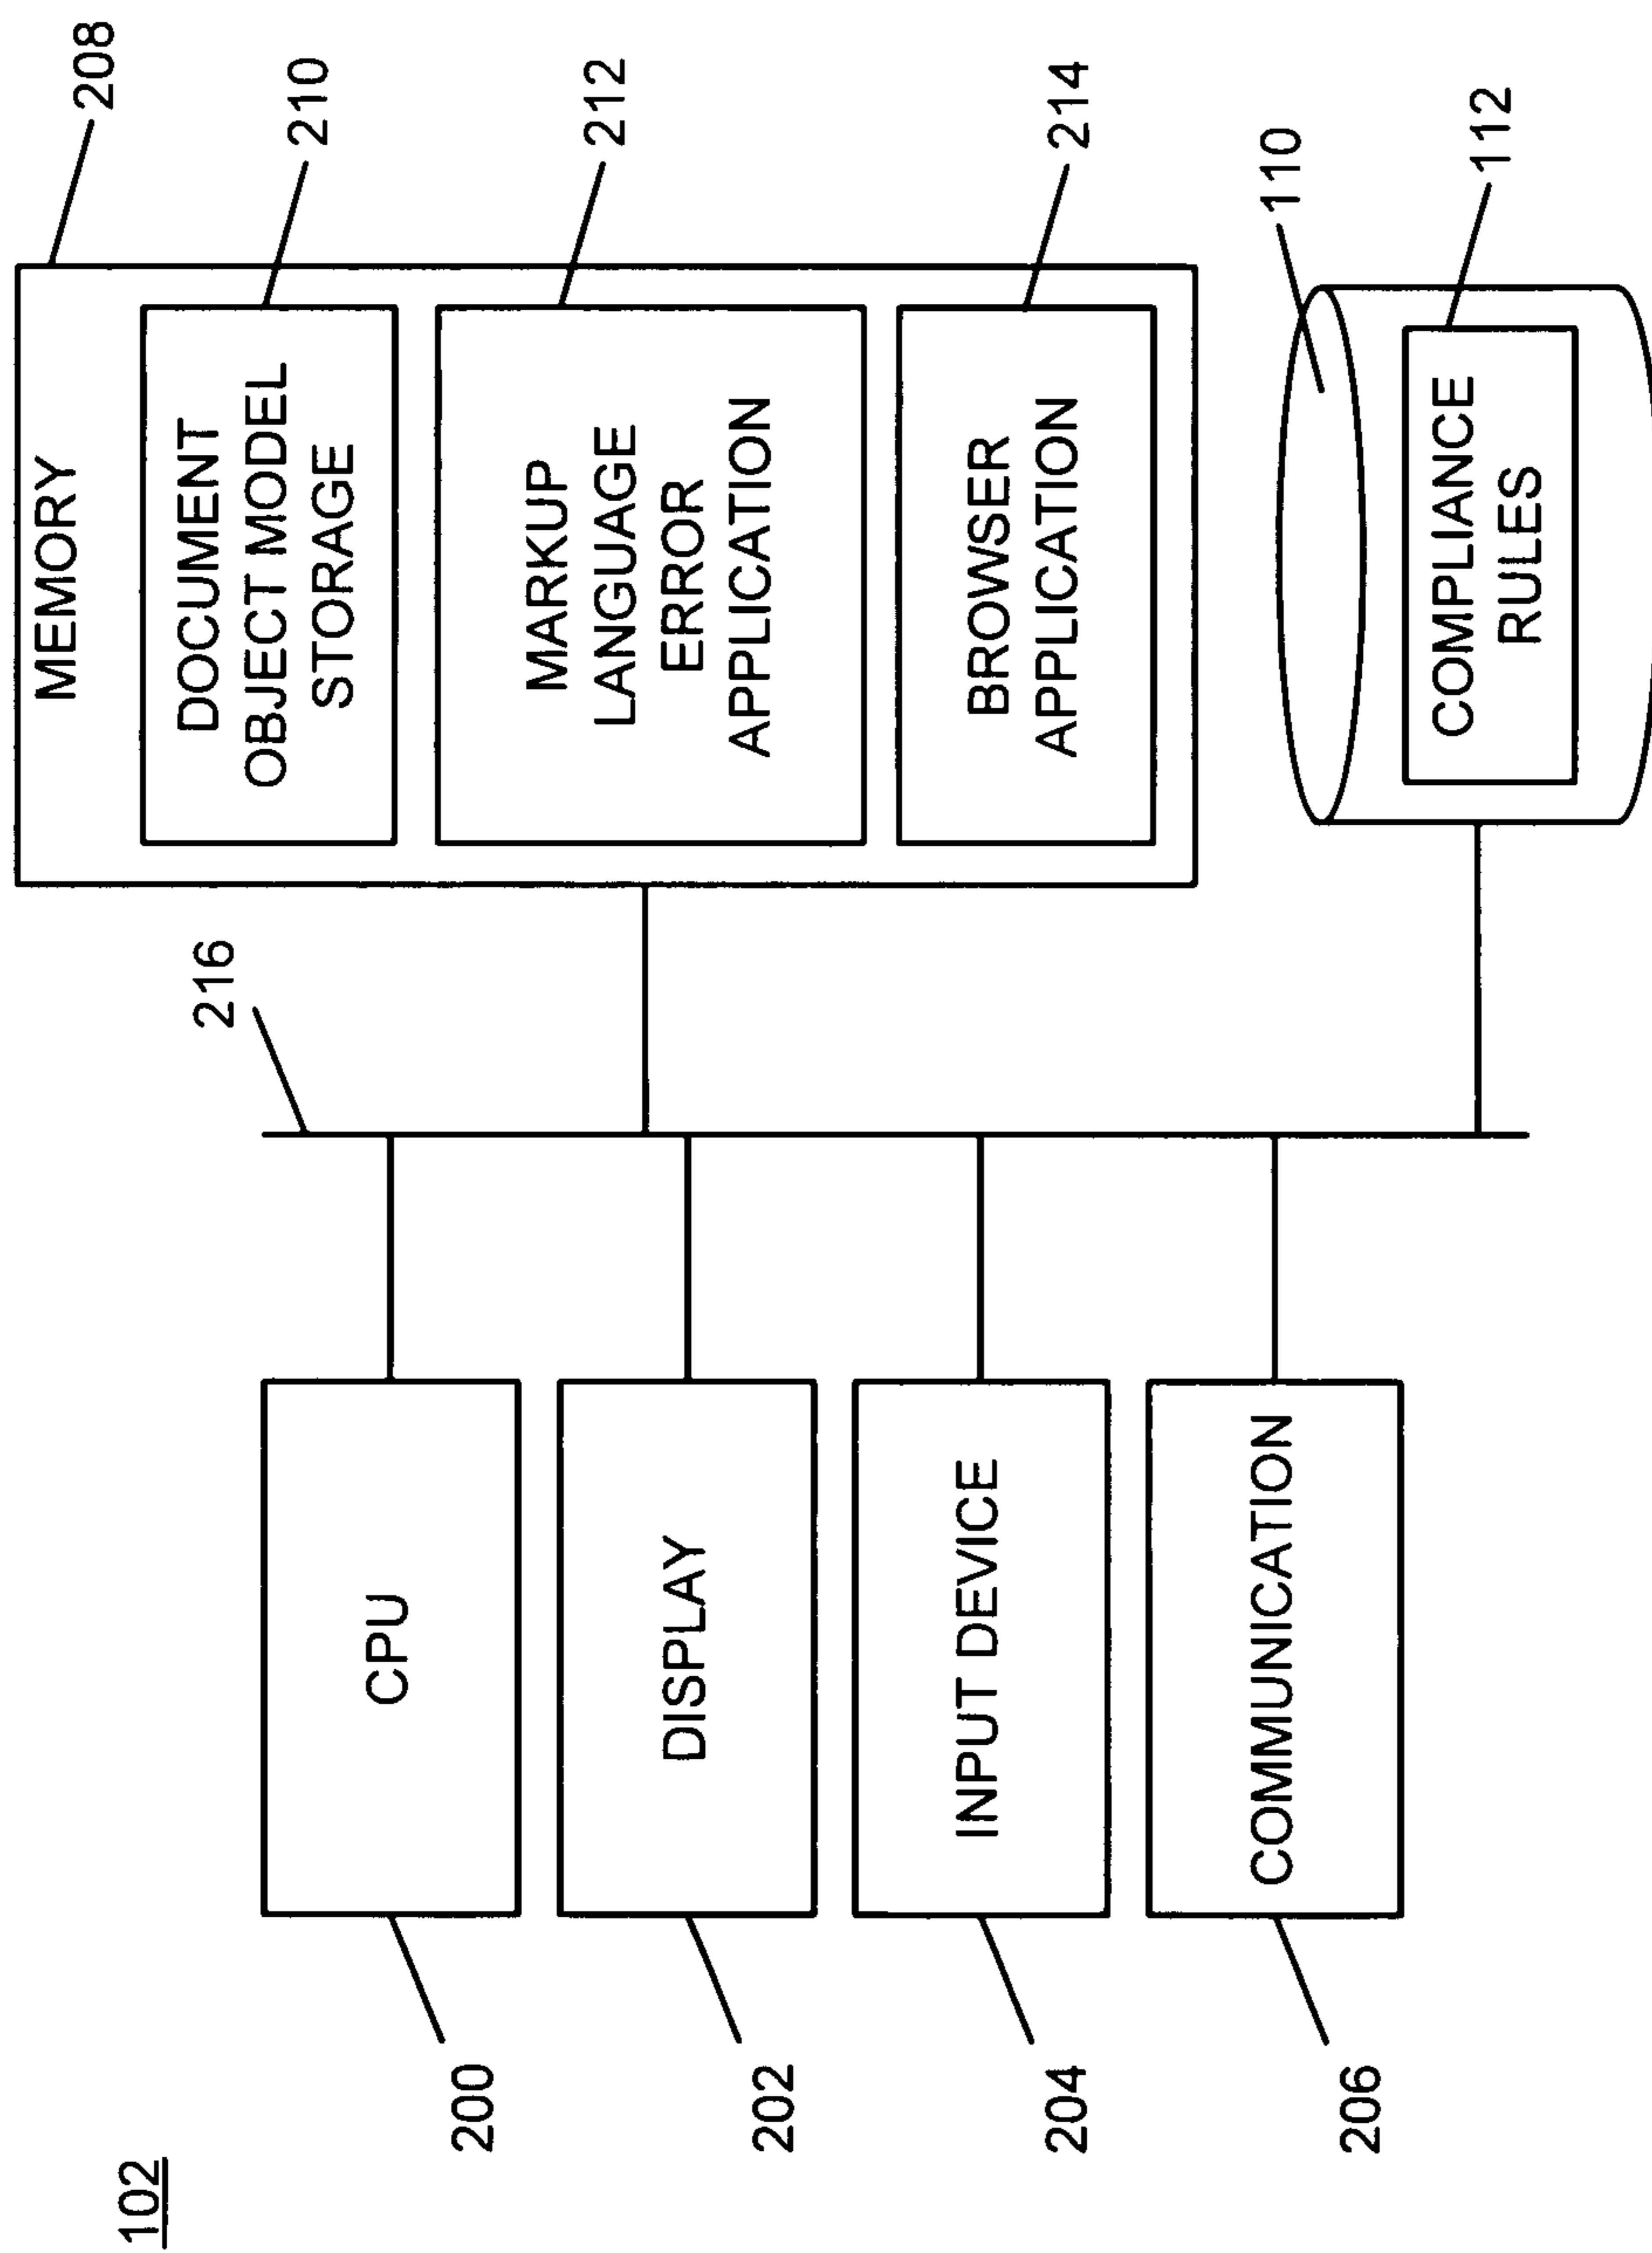 102
200
CPU
202
DISPLAY
204
INPUT DEVICE
206
COMMUNICATION
216
MEMORY
208
DOCUMENT
OBJECT MODEL
STORAGE
210
MARKUP
LANGUAGE
ERROR
APPLICATION
212
BROWSER
APPLICATION
214
110
COMPLIANCE
RULES
112